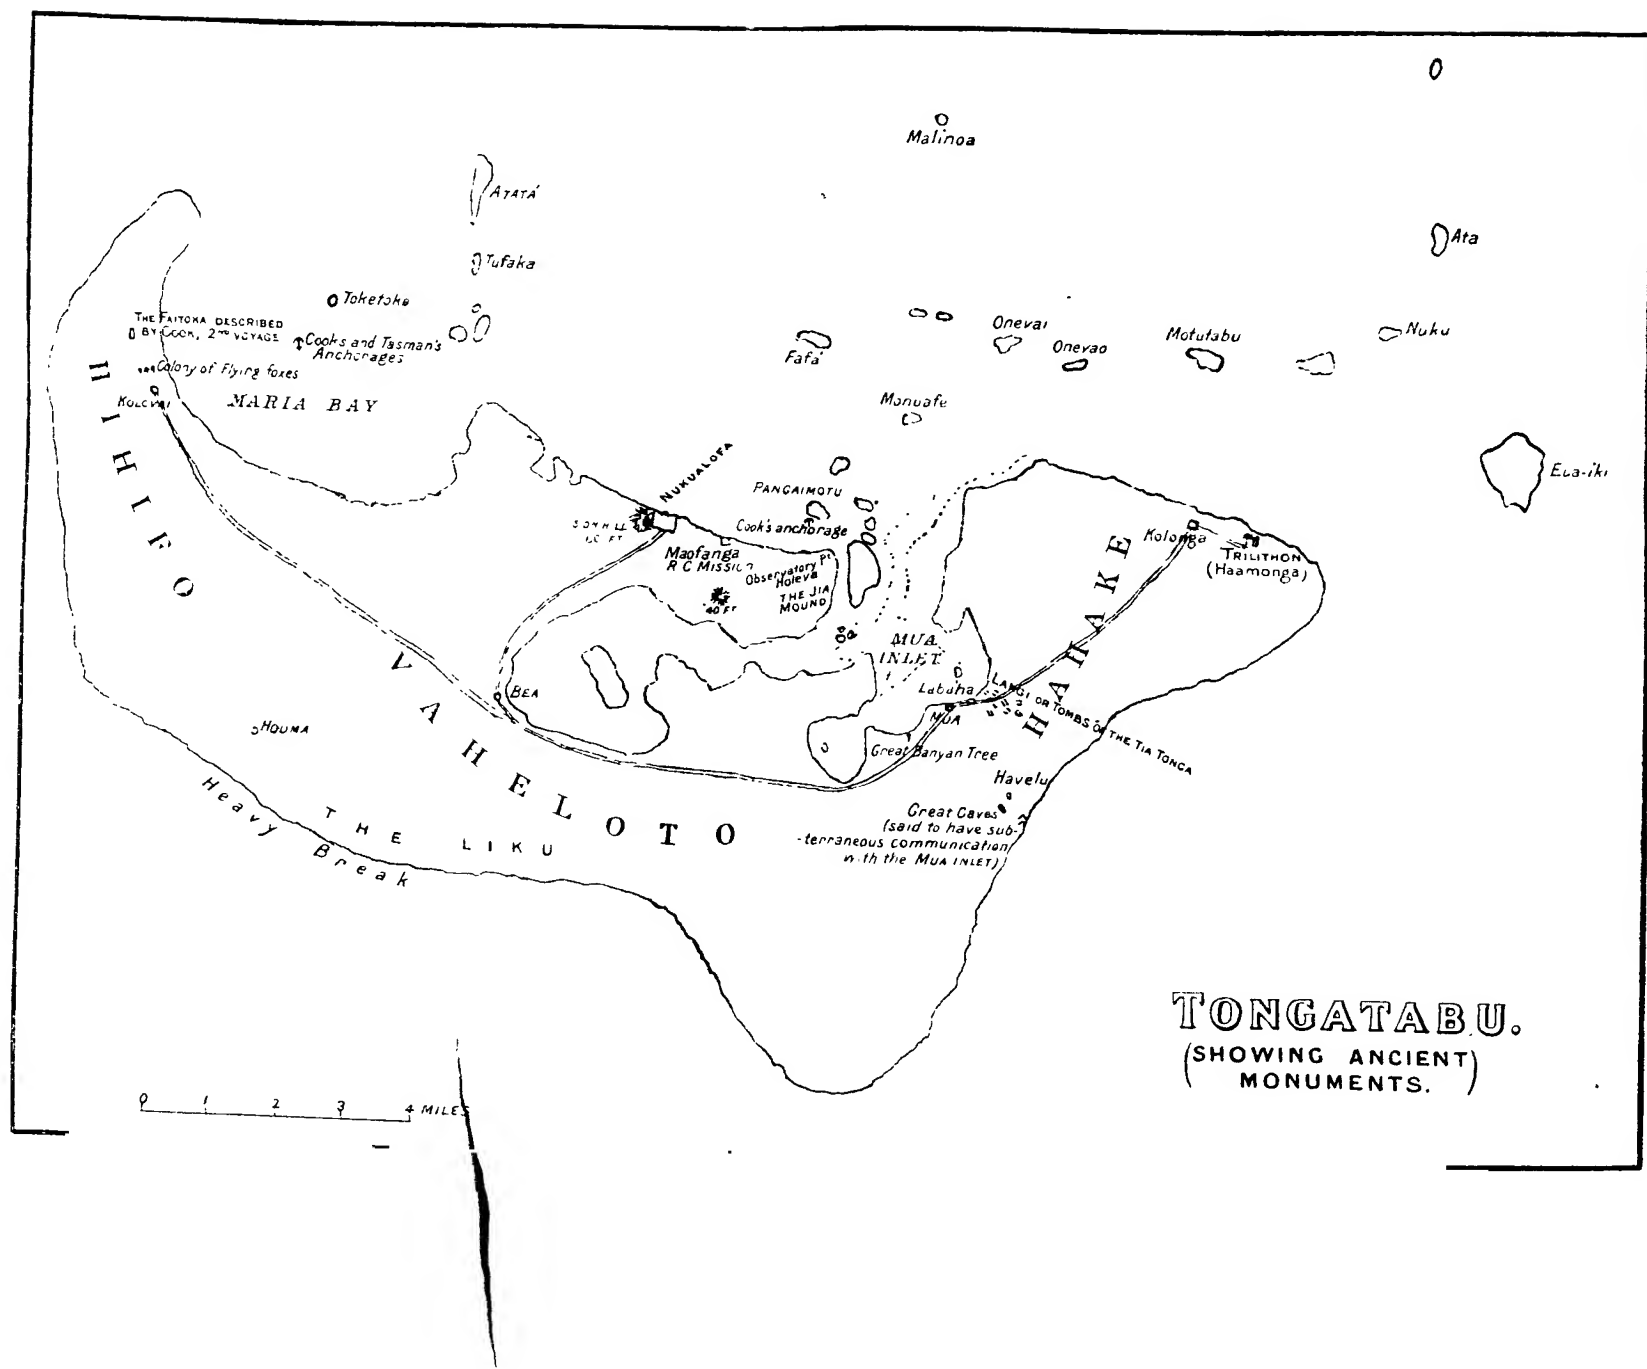 Malinoa
ATATÁ
Ata
Tufaka
Toketoke
THE FAITOKA DESCRIBED
BY COOK, 2ND VOYAGE
Cooks and Tasman's
Anchorages
Onevai
Onevao
Motutabu
Nuku
Fafá
Colony of Flying foxes
KOLOVAI
MARIA BAY
Monuafe
HIHIFO
NUKUALOFA
PANGAIMOTU
Eua-iki
Cook's anchorage
Kolonga
TRILITHON
(Haamonga)
Maofanga
R C MISSION
Observatory Pt
Holeva
THE JIA
MOUND
40 FT
MUA
INLET
HAHAKE
BEA
Labaha
LANGI OR TOMBS OF THE TIA TONGA
MUA
HOUMA
VAHELOTO
Great Banyan Tree
Havelu
Great Caves
(said to have sub-
-terraneous communication
with the MUA INLET)
Heavy Break
THE LIKU
TONGATABU.
(SHOWING ANCIENT
MONUMENTS.)
0 1 2 3 4 MILES